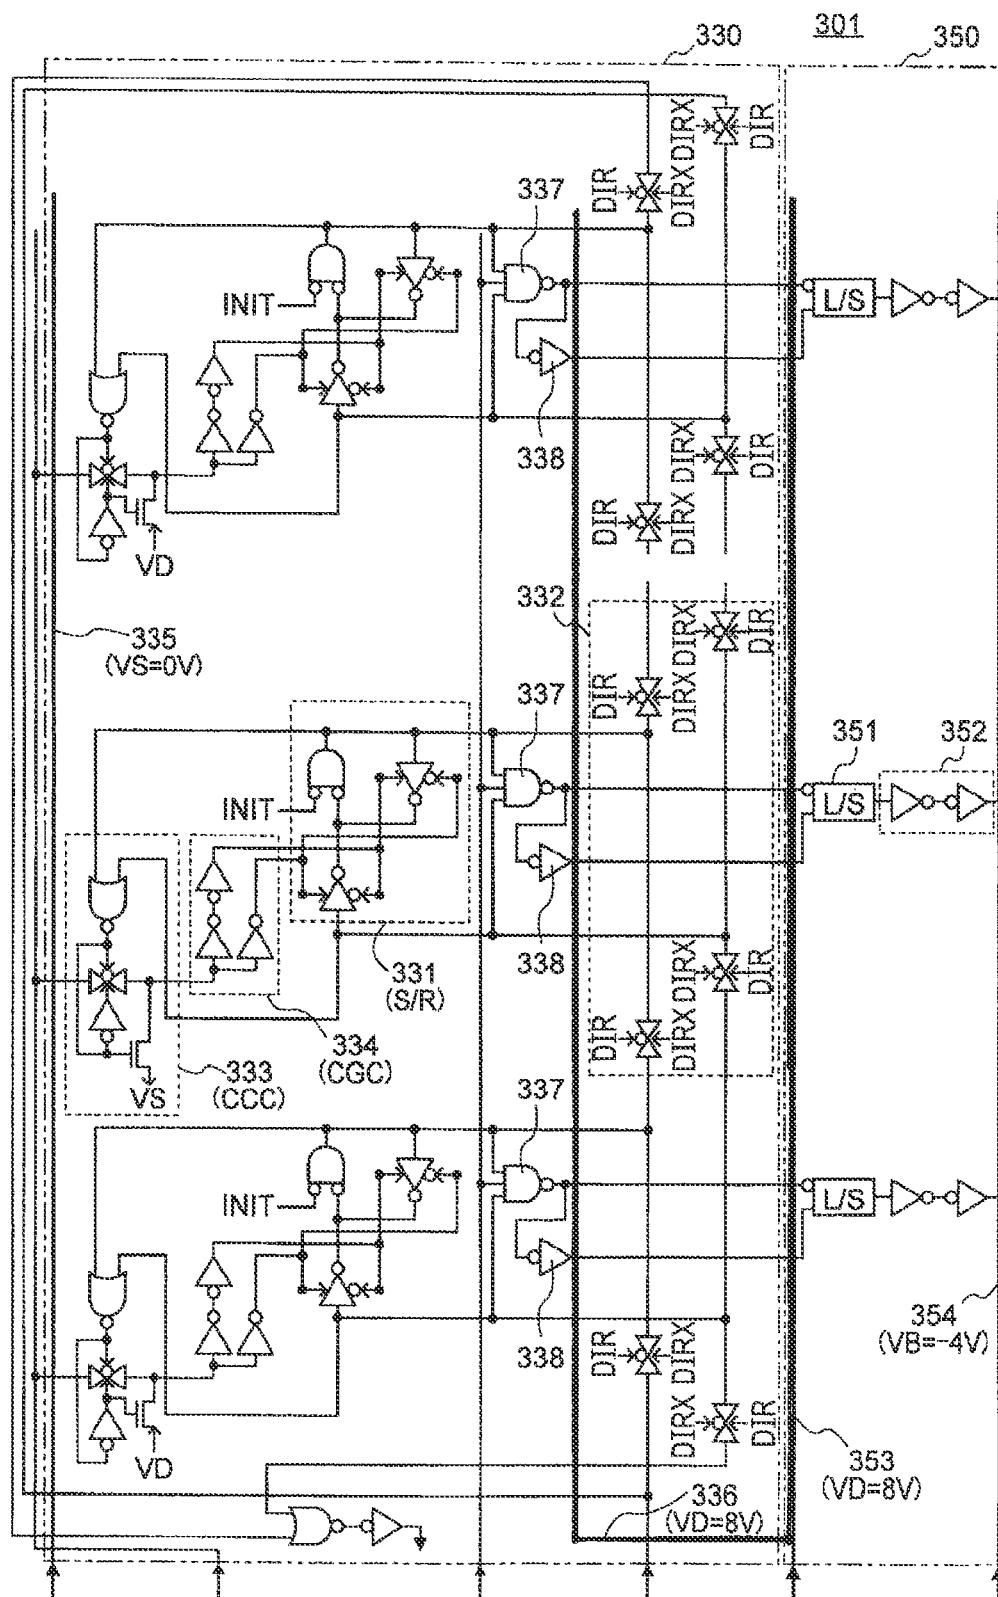 301
330
350
DIRX
DIR
DIR
DIRX
337
INIT
L/S
338
DIRX
DIR
DIR
DIRX
VD
332
335
(VS=0V)
DIRX
DIR
DIR
DIRX
337
351
352
INIT
L/S
338
331
(S/R)
DIRX
DIR
334
(CGC)
DIR
DIRX
333
(CCC)
VS
337
INIT
L/S
338
DIR
DIRX
354
(VB=-4V)
DIRX
DIR
VD
353
(VD=8V)
336
(VD=8V)